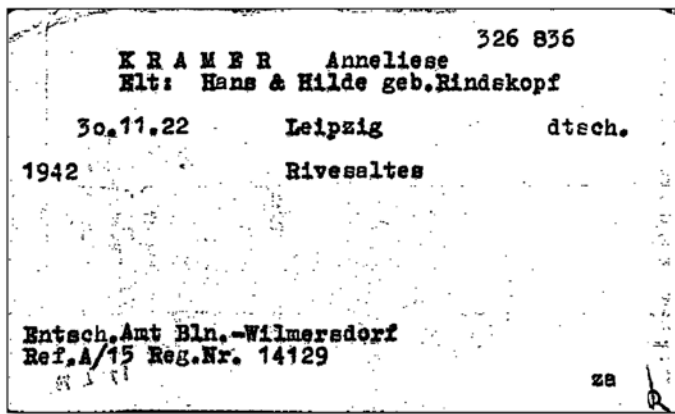 326 836
KRAMER Anneliese
Elt: Hans & Hilde geb.Rindskopf
3o.11.22 Leipzig dtsch.
1942 Rivesaltes
Entsch.Amt Bln.-Wilmersdorf
Ref.A/15 Reg.Nr. 14129
za